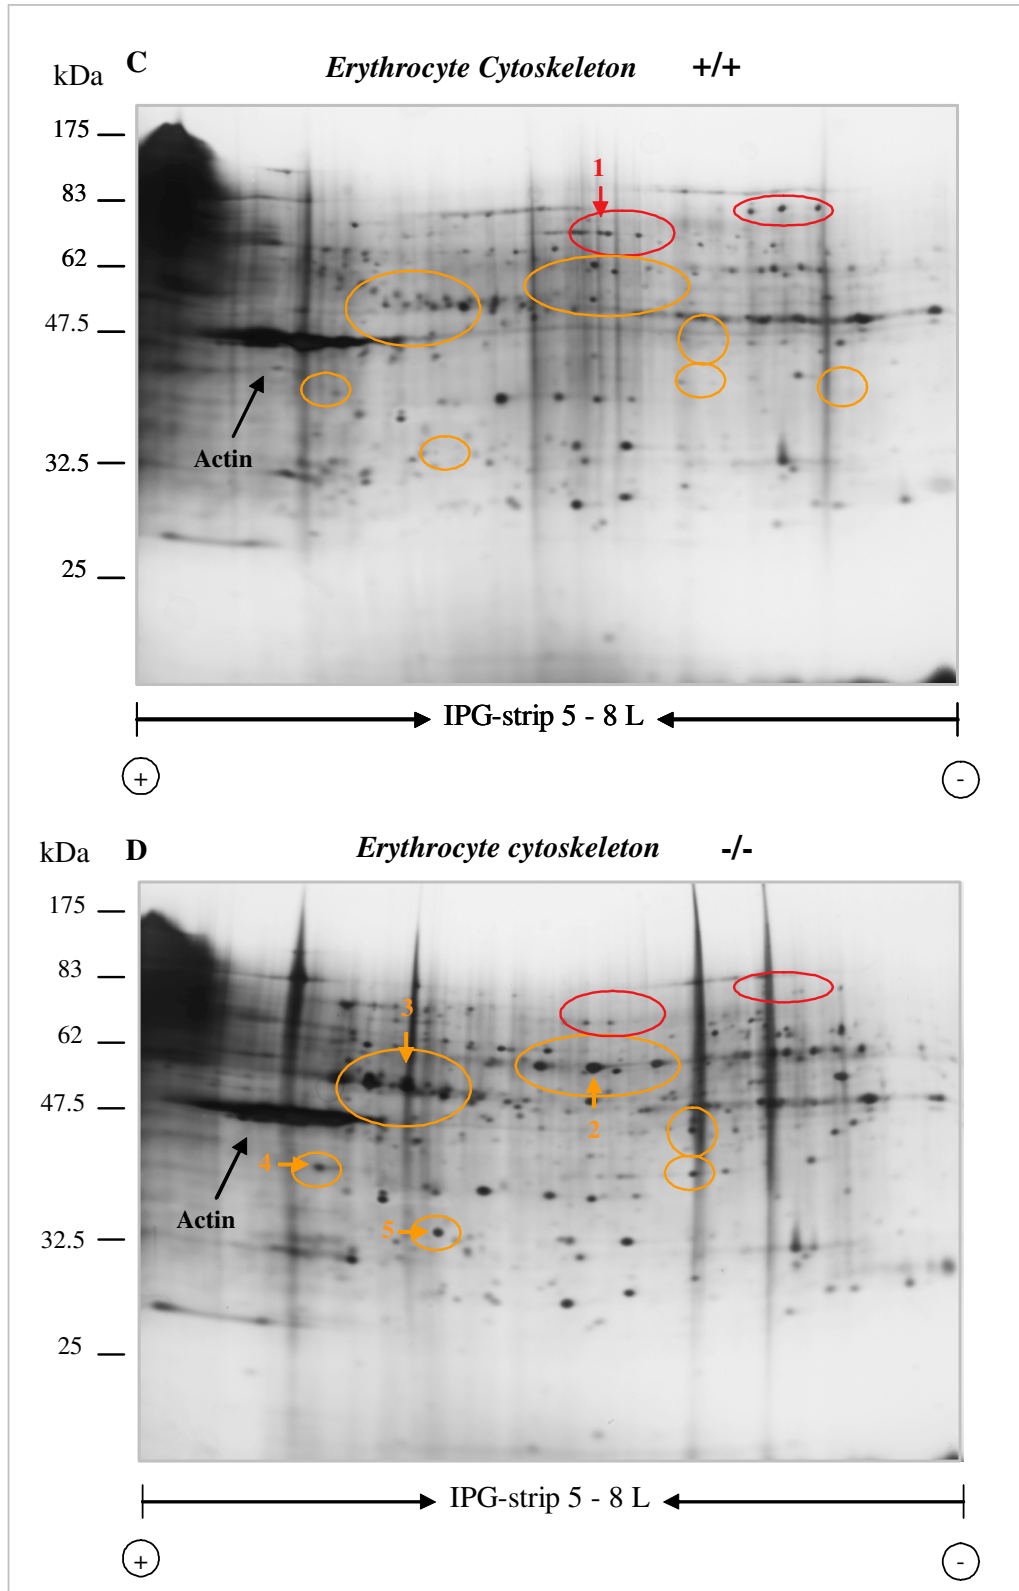 C
Erythrocyte Cytoskeleton +/+
kDa
175
83
62
47.5
32.5
25
1
Actin
IPG-strip 5 - 8 L
+
-
kDa
D
Erythrocyte cytoskeleton -/-
175
83
62
47.5
32.5
25
3
2
4
5
Actin
IPG-strip 5 - 8 L
+
-